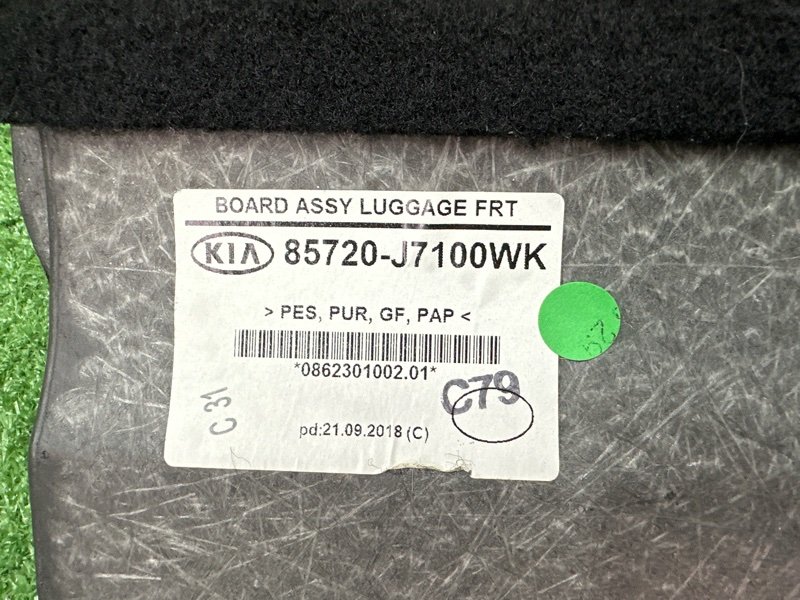 BOARD ASSY LUGGAGE FRT
KIA 85720-J7100WK
> PES, PUR, GF, PAP <
*0862301002.01*
C79
C31
pd:21.09.2018 (C)